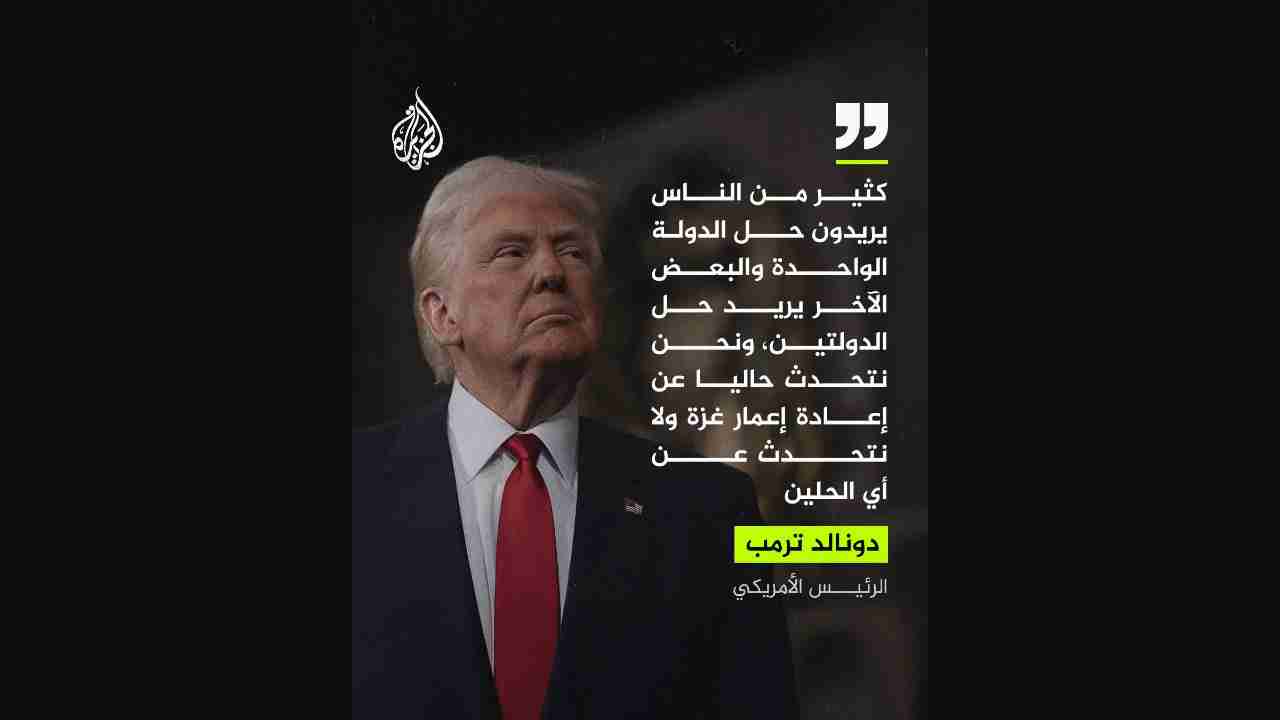 الجزيرة
كثير من الناس
يريدون حل الدولة
الواحدة والبعض
الآخر يريد حل
الدولتين، ونحن
نتحدث حاليا عن
إعادة إعمار غزة ولا
نتحدث عن
أي الحلين
دونالد ترمب
الرئيس الأمريكي